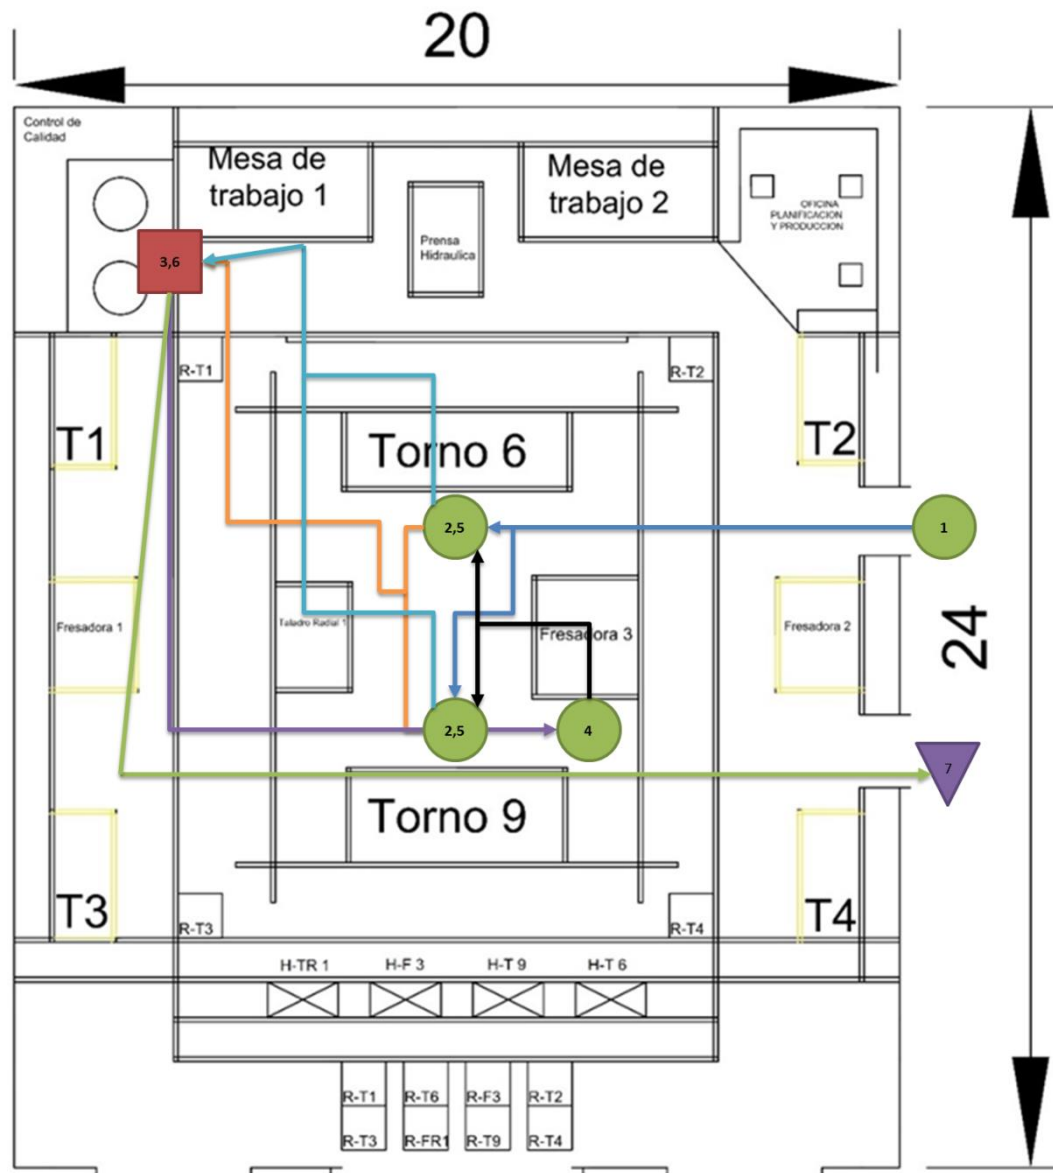 20
Control de
Calidad
Mesa de
trabajo 1
Mesa de
trabajo 2
Prensa
Hidraulica
OFICINA
PLANIFICACION
Y PRODUCCION
3,6
R-T1
R-T2
T1
Torno 6
T2
2,5
1
Fresadora 1
Taladro Radial 1
Fresadora 3
Fresadora 2
24
2,5
4
7
Torno 9
T3
T4
R-T3
R-T4
H-TR 1
H-F 3
H-T 9
H-T 6
R-T1
R-T6
R-F3
R-T2
R-T3
R-FR1
R-T9
R-T4